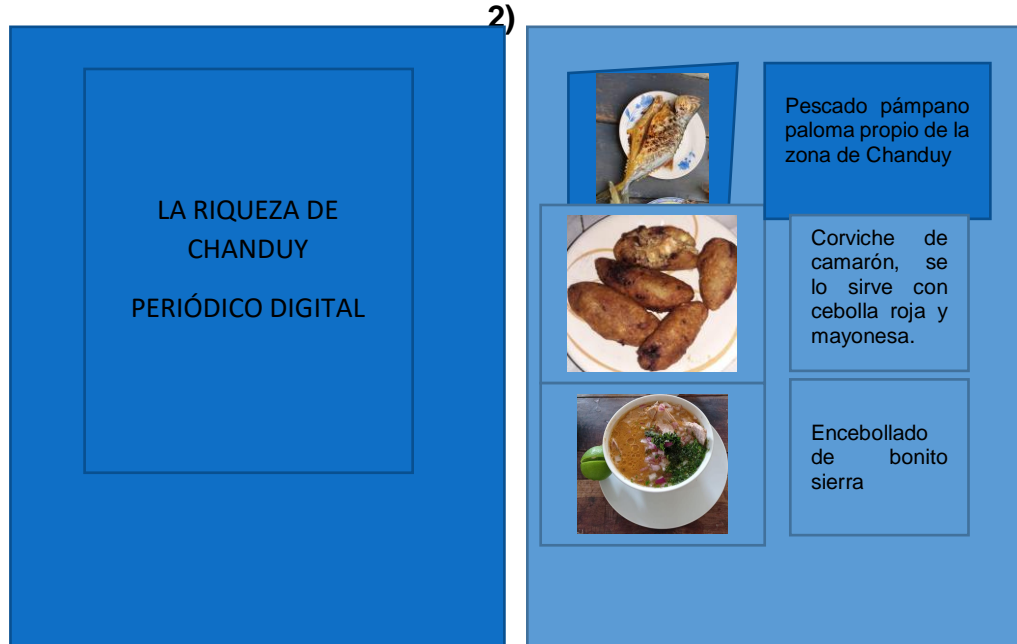 2)
LA RIQUEZA DE
CHANDUY
PERIÓDICO DIGITAL
Pescado pámpano
paloma propio de la
zona de Chanduy
Corviche de
camarón, se
lo sirve con
cebolla roja y
mayonesa.
Encebollado
de bonito
sierra